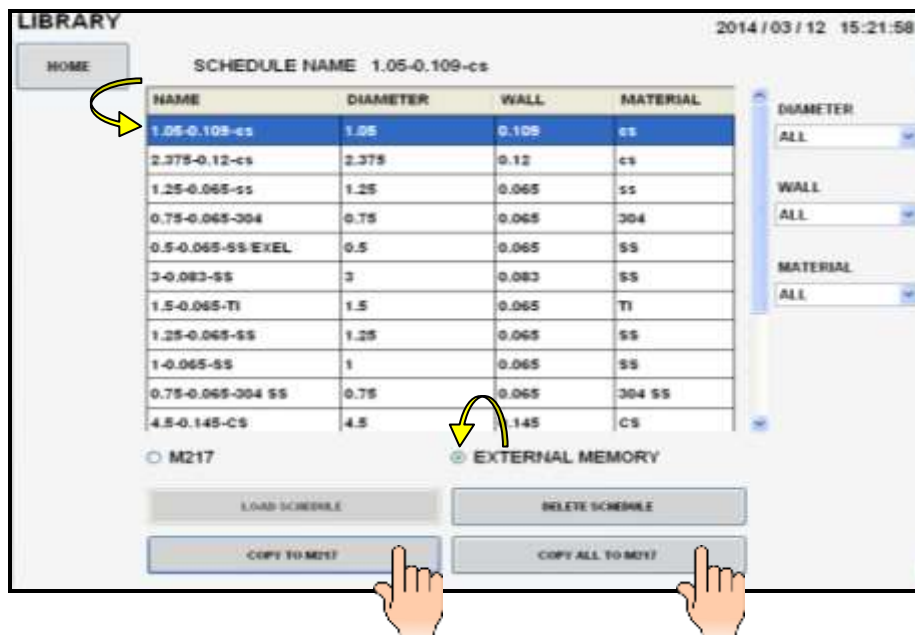 LIBRARY
2014 / 03 / 12 15:21:58
HOME
SCHEDULE NAME 1.05-0.109-cs
NAME DIAMETER WALL MATERIAL
1.05-0.109-cs 1.05 0.109 cs
2.375-0.12-cs 2.375 0.12 cs
1.25-0.065-ss 1.25 0.065 ss
0.75-0.065-304 0.75 0.065 304
0.5-0.065-SS/EXEL 0.5 0.065 SS
3-0.083-SS 3 0.083 SS
1.5-0.065-TI 1.5 0.065 TI
1.25-0.065-SS 1.25 0.065 SS
1-0.065-SS 1 0.065 SS
0.75-0.065-304 SS 0.75 0.065 304 SS
4.5-0.145-CS 4.5 0.145 CS
DIAMETER
ALL
WALL
ALL
MATERIAL
ALL
M217 EXTERNAL MEMORY
LOAD SCHEDULE DELETE SCHEDULE
COPY TO M217 COPY ALL TO M217